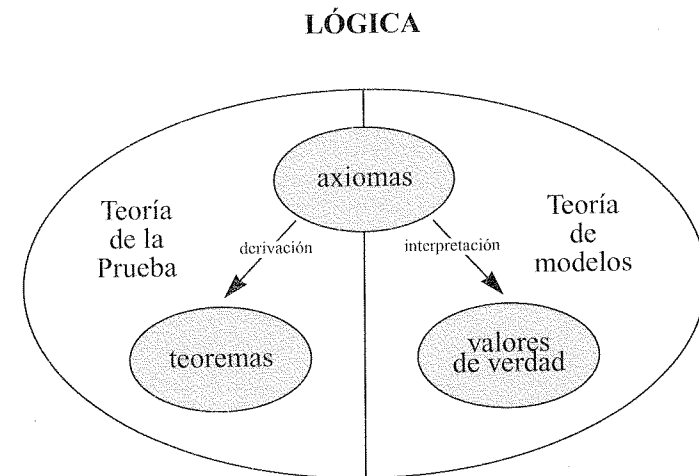 LÓGICA
axiomas
Teoría
de la
Prueba
derivación
interpretación
Teoría
de
modelos
teoremas
valores
de verdad